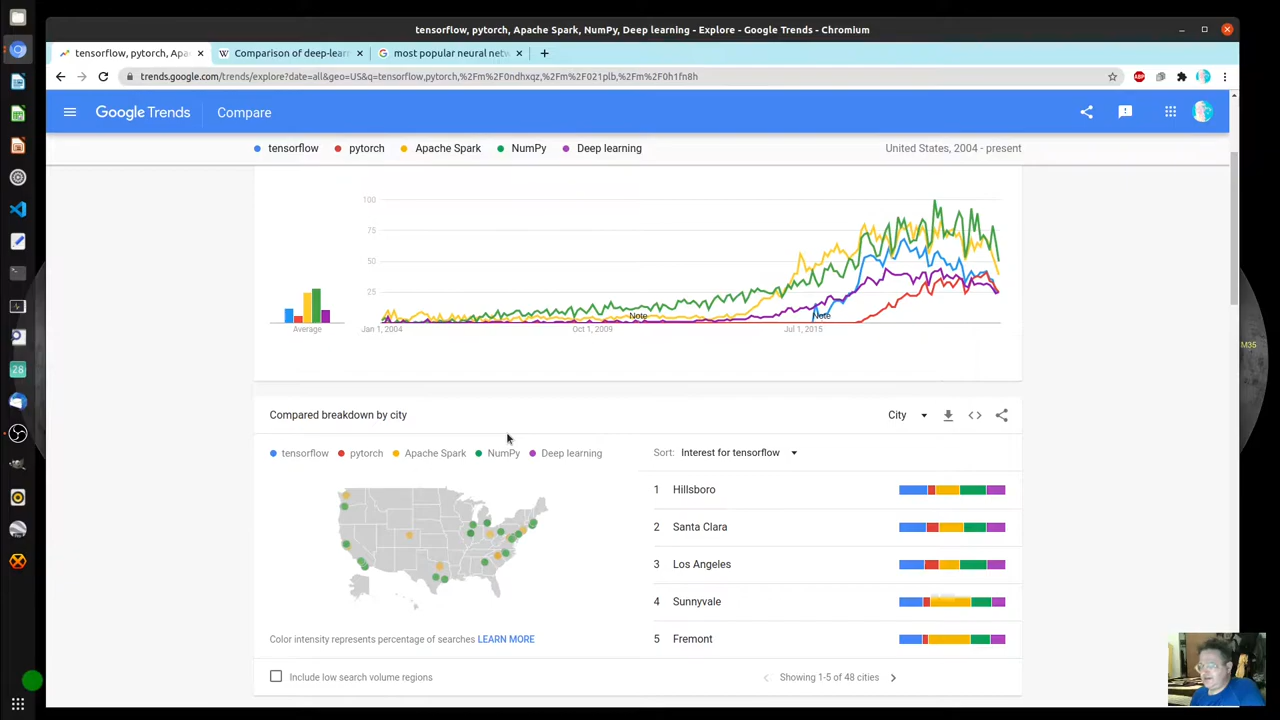 tensorflow, pytorch, Apache Spark, NumPy, Deep learning - Explore - Google Trends - Chromium
tensorflow, pytorch, Apa
Comparison of deep-lear
most popular neural netw
trends.google.com/trends/explore?date=all&geo=US&q=tensorflow,pytorch,%2Fm%2F0ndhxqz,%2Fm%2F021plb,%2Fm%2F0h1fn8h
ABP
Google Trends
Compare
tensorflow
pytorch
Apache Spark
NumPy
Deep learning
United States, 2004 - present
100
75
50
25
Note
Note
Average
Jan 1, 2004
Oct 1, 2009
Jul 1, 2015
M35
28
Compared breakdown by city
City
tensorflow
pytorch
Apache Spark
NumPy
Deep learning
Sort: Interest for tensorflow
1 Hillsboro
2 Santa Clara
3 Los Angeles
4 Sunnyvale
5 Fremont
Color intensity represents percentage of searches LEARN MORE
Include low search volume regions
Showing 1-5 of 48 cities